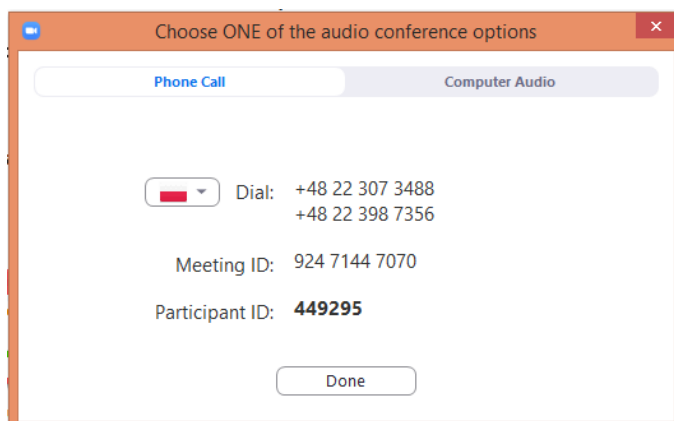 Choose ONE of the audio conference options
Phone Call Computer Audio
Dial: +48 22 307 3488
+48 22 398 7356
Meeting ID: 924 7144 7070
Participant ID: 449295
Done